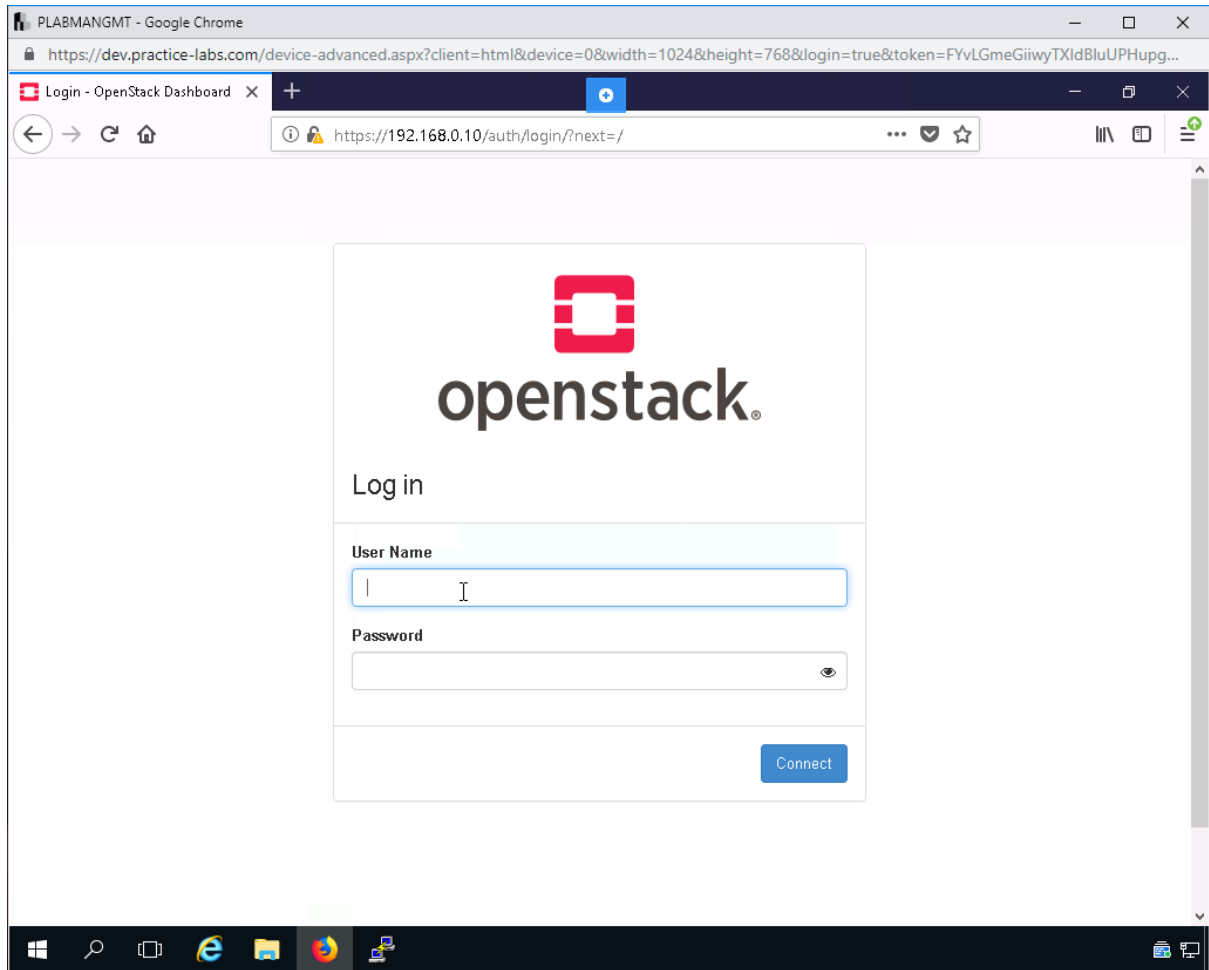 PLABMANGMT - Google Chrome
https://dev.practice-labs.com/device-advanced.aspx?client=html&device=0&width=1024&height=768&login=true&token=FYvLGmeGiiwyTXIdBIuUPHupg...
Login - OpenStack Dashboard
https://192.168.0.10/auth/login/?next=/
openstack®
Log in
User Name
Password
Connect